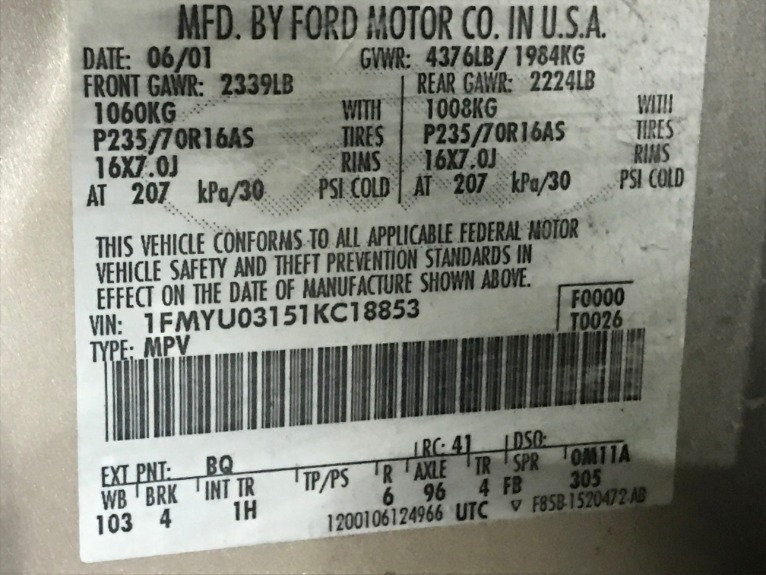 MFD. BY FORD MOTOR CO. IN U.S.A.
DATE: 06/01 GVWR: 4376LB/ 1984KG
FRONT GAWR: 2339LB REAR GAWR: 2224LB
1060KG WITH 1008KG WITH
P235/70R16AS TIRES P235/70R16AS TIRES
16X7.0J RIMS 16X7.0J RIMS
AT 207 kPa/30 PSI COLD AT 207 kPa/30 PSI COLD
THIS VEHICLE CONFORMS TO ALL APPLICABLE FEDERAL MOTOR
VEHICLE SAFETY AND THEFT PREVENTION STANDARDS IN
EFFECT ON THE DATE OF MANUFACTURE SHOWN ABOVE.
VIN: 1FMYU03151KC18853 F0000
TYPE: MPV T0026
EXT PNT: BQ RC: 41 DSO:
WB BRK INT TR TP/PS R AXLE TR SPR 0M11A
103 4 1H 6 96 4 FB 305
1200106124966 UTC ▽ F85B-1520472-AB